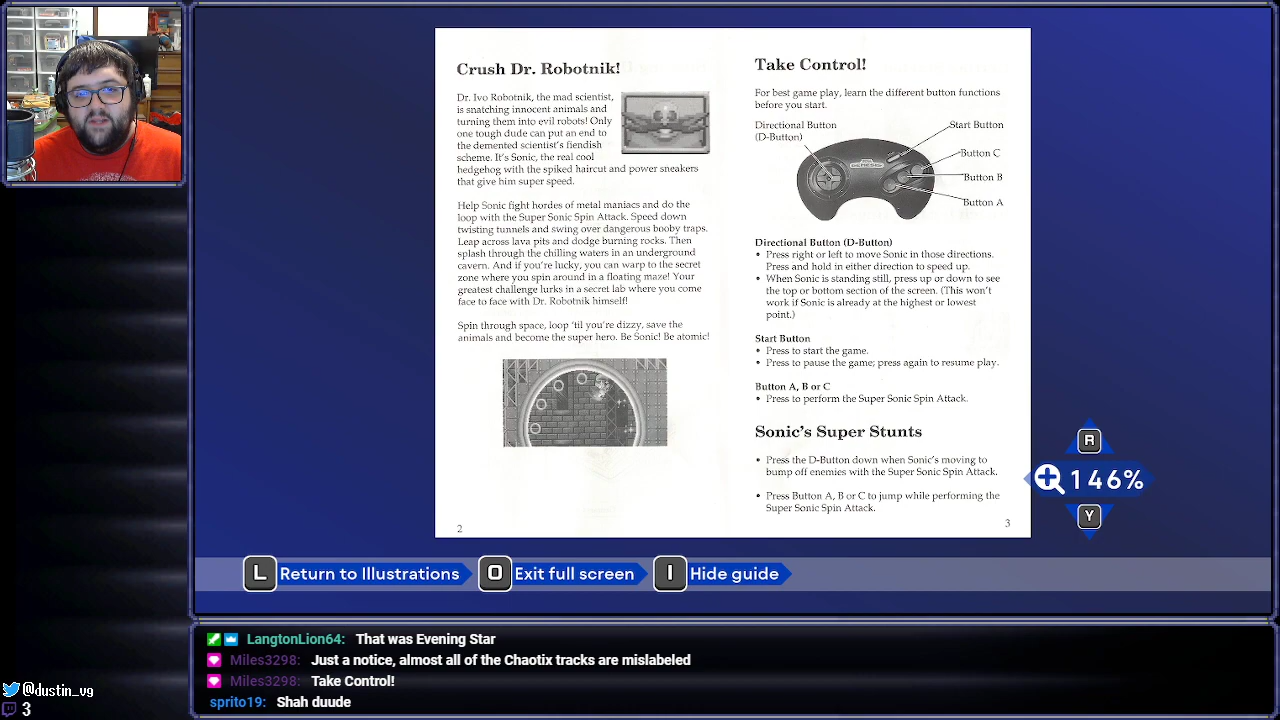 Crush Dr. Robotnik!
Dr. Ivo Robotnik, the mad scientist,
is snatching innocent animals and
turning them into evil robots! Only
one tough dude can put an end to
the demented scientist's fiendish
scheme. It's Sonic, the real cool
hedgehog with the spiked haircut and power sneakers
that give him super speed.
Help Sonic fight hordes of metal maniacs and do the
loop with the Super Sonic Spin Attack. Speed down
twisting tunnels and swing over dangerous booby traps.
Leap across lava pits and dodge burning rocks. Then
splash through the chilling waters in an underground
cavern. And if you're lucky, you can warp to the secret
zone where you spin around in a floating maze! Your
greatest challenge lurks in a secret lab where you come
face to face with Dr. Robotnik himself!
Spin through space, loop 'til you're dizzy, save the
animals and become the super hero. Be Sonic! Be atomic!
2
Take Control!
For best game play, learn the different button functions
before you start.
Directional Button
(D-Button)
Start Button
Button C
Button B
Button A
GENESIS
Directional Button (D-Button)
• Press right or left to move Sonic in those directions.
Press and hold in either direction to speed up.
• When Sonic is standing still, press up or down to see
the top or bottom section of the screen. (This won't
work if Sonic is already at the highest or lowest
point.)
Start Button
• Press to start the game.
• Press to pause the game; press again to resume play.
Button A, B or C
• Press to perform the Super Sonic Spin Attack.
Sonic's Super Stunts
• Press the D-Button down when Sonic's moving to
bump off enemies with the Super Sonic Spin Attack.
• Press Button A, B or C to jump while performing the
Super Sonic Spin Attack.
3
R
146%
Y
L Return to Illustrations
O Exit full screen
I Hide guide
LangtonLion64: That was Evening Star
Miles3298: Just a notice, almost all of the Chaotix tracks are mislabeled
Miles3298: Take Control!
sprito19: Shah duude
@dustin_vg
3